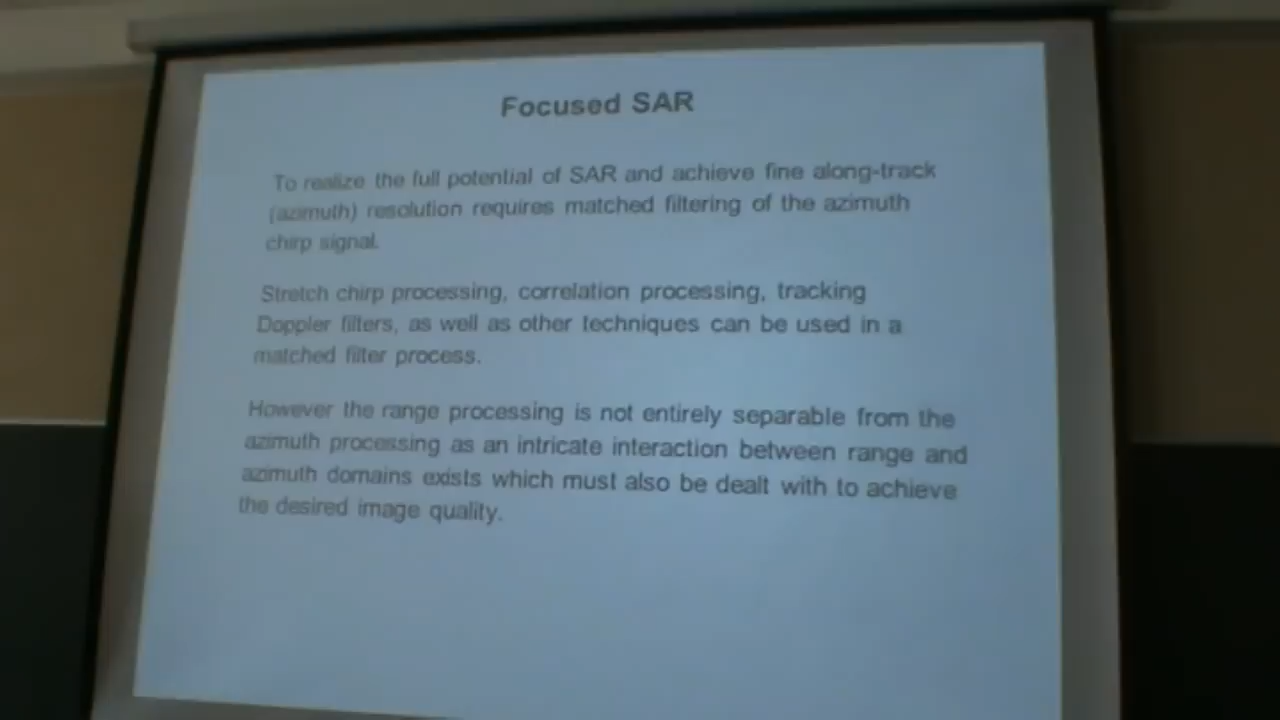 Focused SAR
To realize the full potential of SAR and achieve fine along-track
(azimuth) resolution requires matched filtering of the azimuth
chirp signal.
Stretch chirp processing, correlation processing, tracking
Doppler filters, as well as other techniques can be used in a
matched filter process.
However the range processing is not entirely separable from the
azimuth processing as an intricate interaction between range and
azimuth domains exists which must also be dealt with to achieve
the desired image quality.